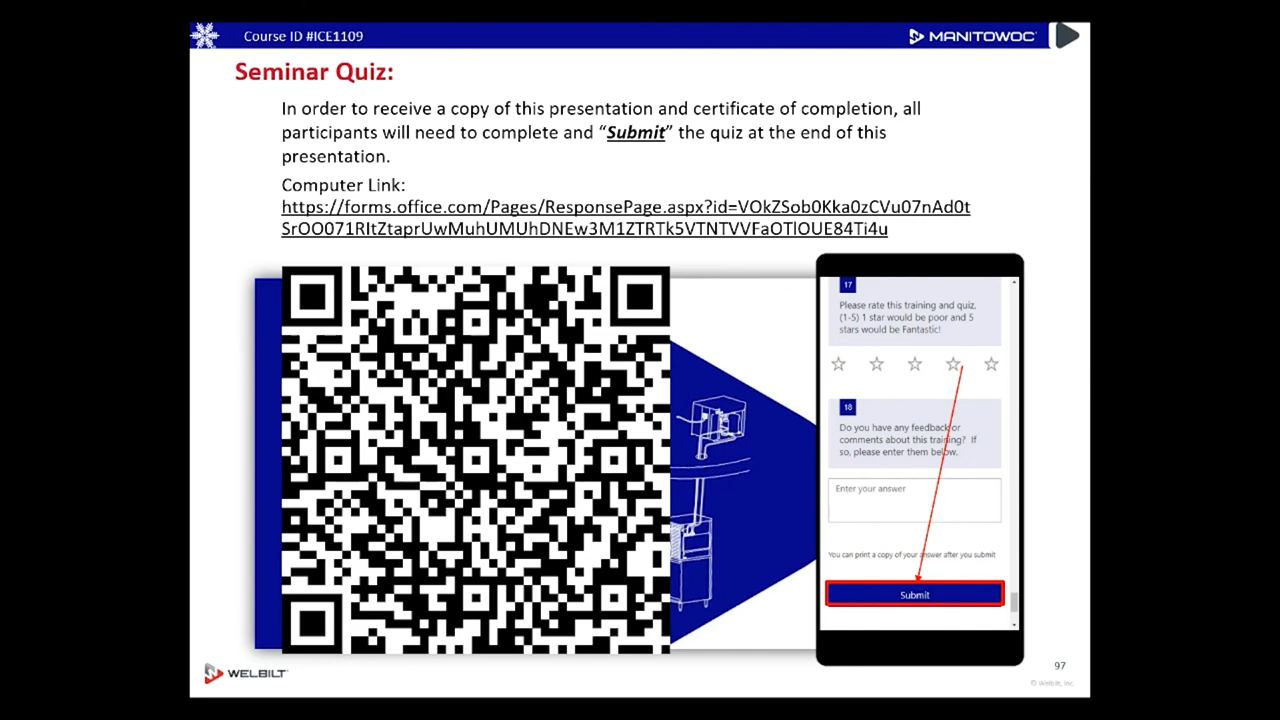 Course ID #ICE1109
MANITOWOC
Seminar Quiz:
In order to receive a copy of this presentation and certificate of completion, all
participants will need to complete and “Submit” the quiz at the end of this
presentation.
Computer Link:
https://forms.office.com/Pages/ResponsePage.aspx?id=VOkZSob0Kka0zCVu07nAd0t
SrOO071RItZtaprUwMuhUMUhDNEw3M1ZTRTk5VTNTVVFaOTlOUE84Ti4u
17
Please rate this training and quiz.
(1-5) 1 star would be poor and 5
stars would be Fantastic!
18
Do you have any feedback or
comments about this training? If
so, please enter them below.
Enter your answer
You can print a copy of your answer after you submit
Submit
WELBILT
97
© Welbilt, Inc.